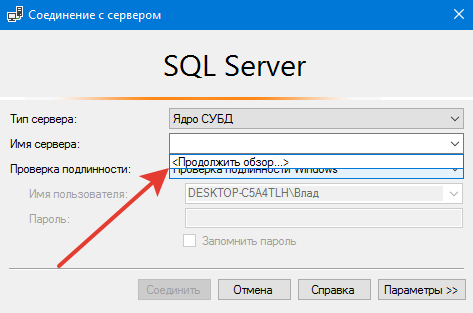 Соединение с сервером
SQL Server
Тип сервера: Ядро СУБД
Имя сервера:
<Продолжить обзор...>
Проверка подлинности: Проверка подлинности Windows
Имя пользователя: DESKTOP-C5A4TLH\Влад
Пароль:
Запомнить пароль
Соединить Отмена Справка Параметры >>